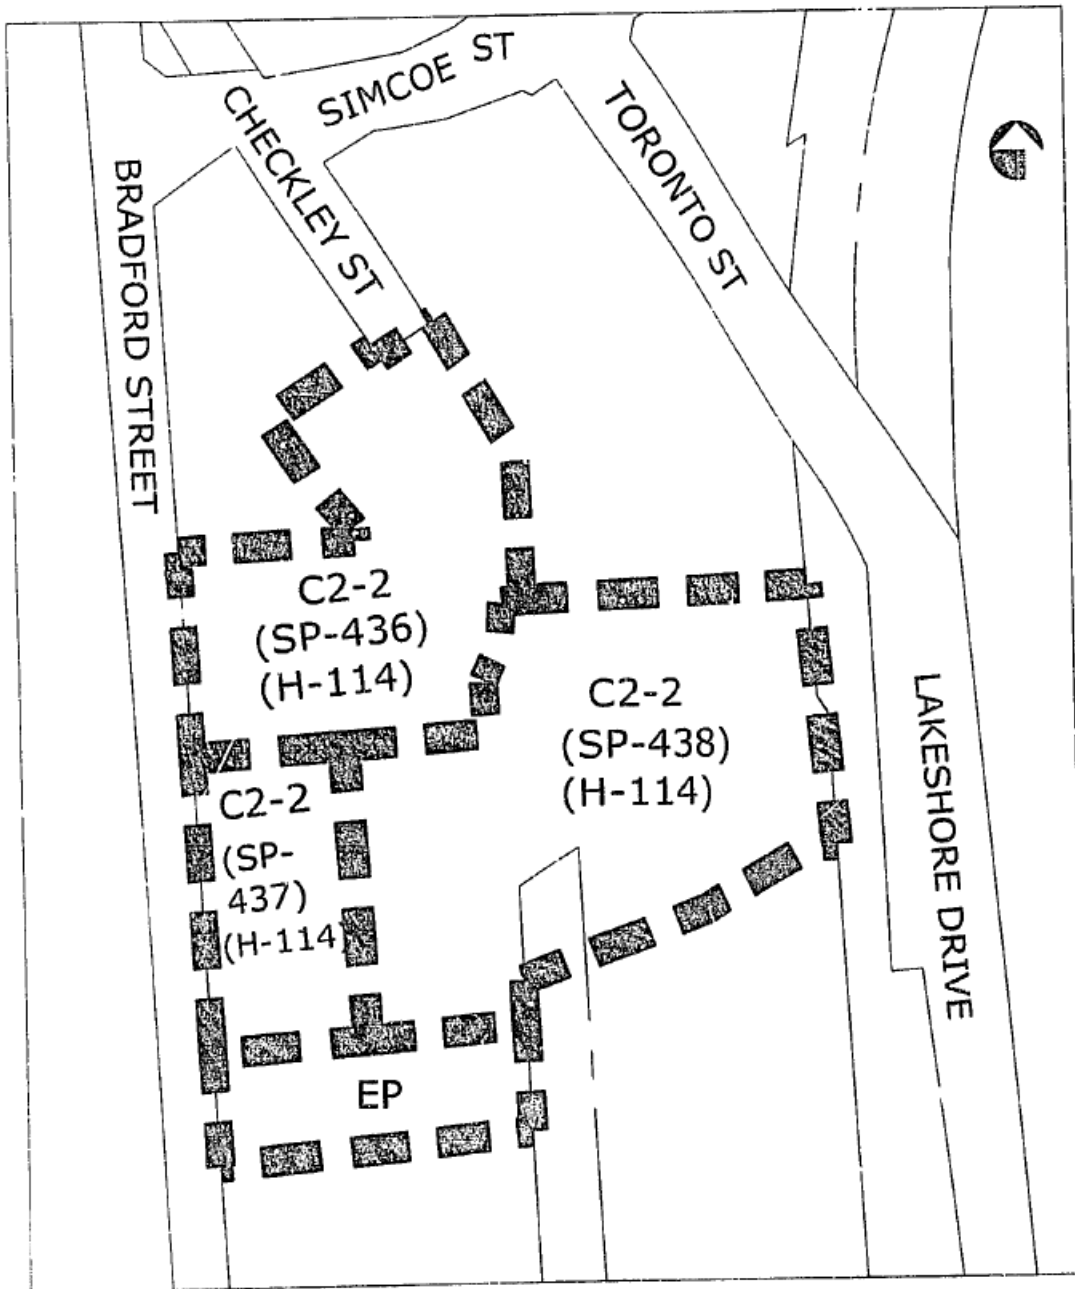 SIMCOE ST
CHECKLEY ST
TORONTO ST
BRADFORD STREET
C2-2
(SP-436)
(H-114)
C2-2
(SP-438)
(H-114)
LAKESHORE DRIVE
C2-2
(SP-
437)
(H-114)
EP